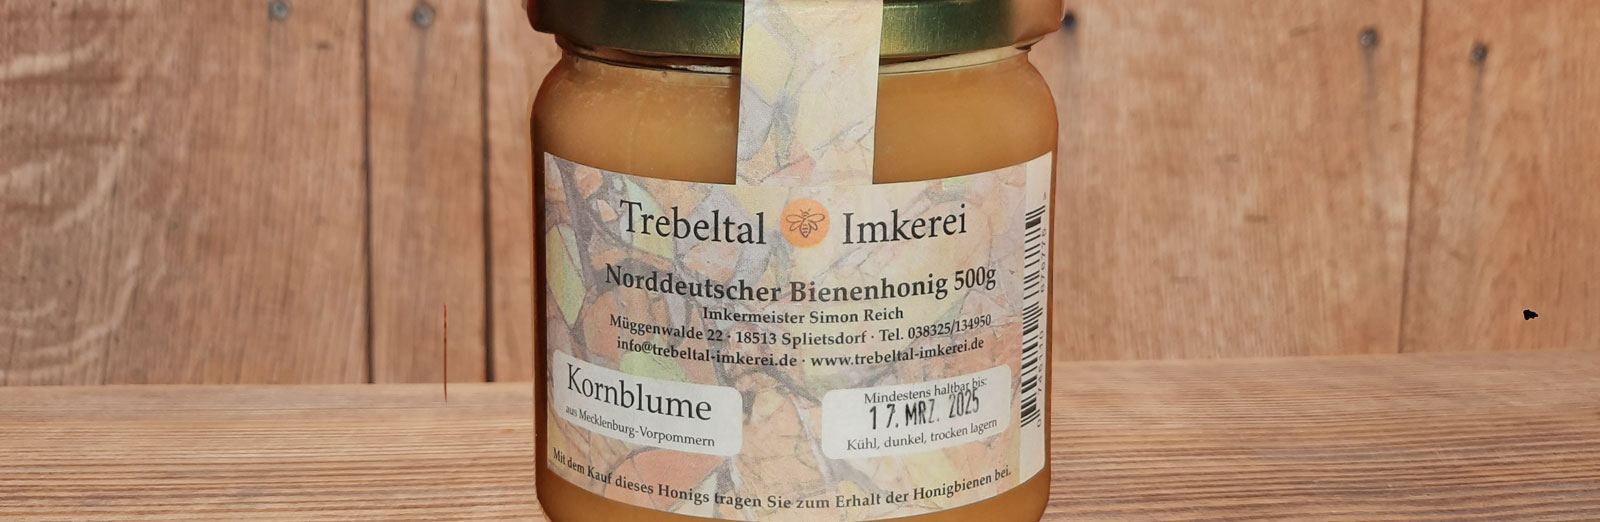 Trebeltal Imkerei
Norddeutscher Bienenhonig 500g
Imkermeister Simon Reich
Müggenwalde 22 · 18513 Splietsdorf · Tel. 038325/134950
info@trebeltal-imkerei.de · www.trebeltal-imkerei.de
Kornblume
aus Mecklenburg-Vorpommern
Mindestens haltbar bis:
17. MRZ. 2025
Kühl, dunkel, trocken lagern
Mit dem Kauf dieses Honigs tragen Sie zum Erhalt der Honigbienen bei.